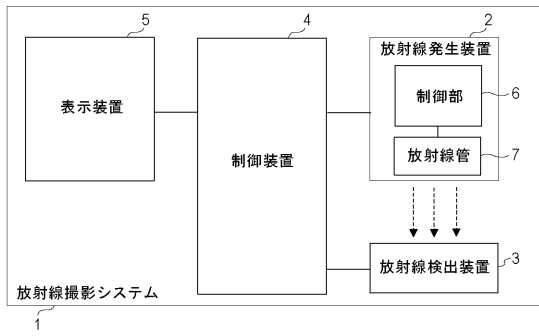 5
4
2
放射線発生装置
制御部
6
表示装置
放射線管
7
制御装置
放射線検出装置
3
放射線撮影システム
1